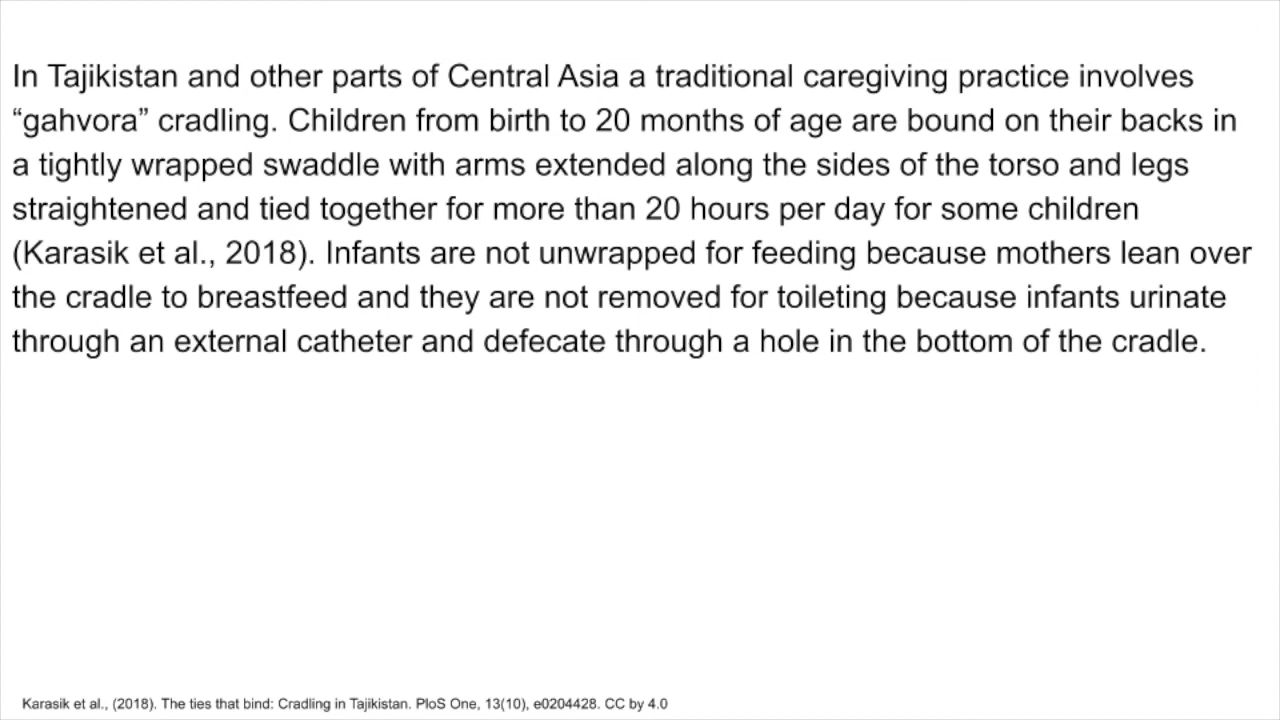 In Tajikistan and other parts of Central Asia a traditional caregiving practice involves
“gahvora” cradling. Children from birth to 20 months of age are bound on their backs in
a tightly wrapped swaddle with arms extended along the sides of the torso and legs
straightened and tied together for more than 20 hours per day for some children
(Karasik et al., 2018). Infants are not unwrapped for feeding because mothers lean over
the cradle to breastfeed and they are not removed for toileting because infants urinate
through an external catheter and defecate through a hole in the bottom of the cradle.
Karasik et al., (2018). The ties that bind: Cradling in Tajikistan. PloS One, 13(10), e0204428. CC by 4.0